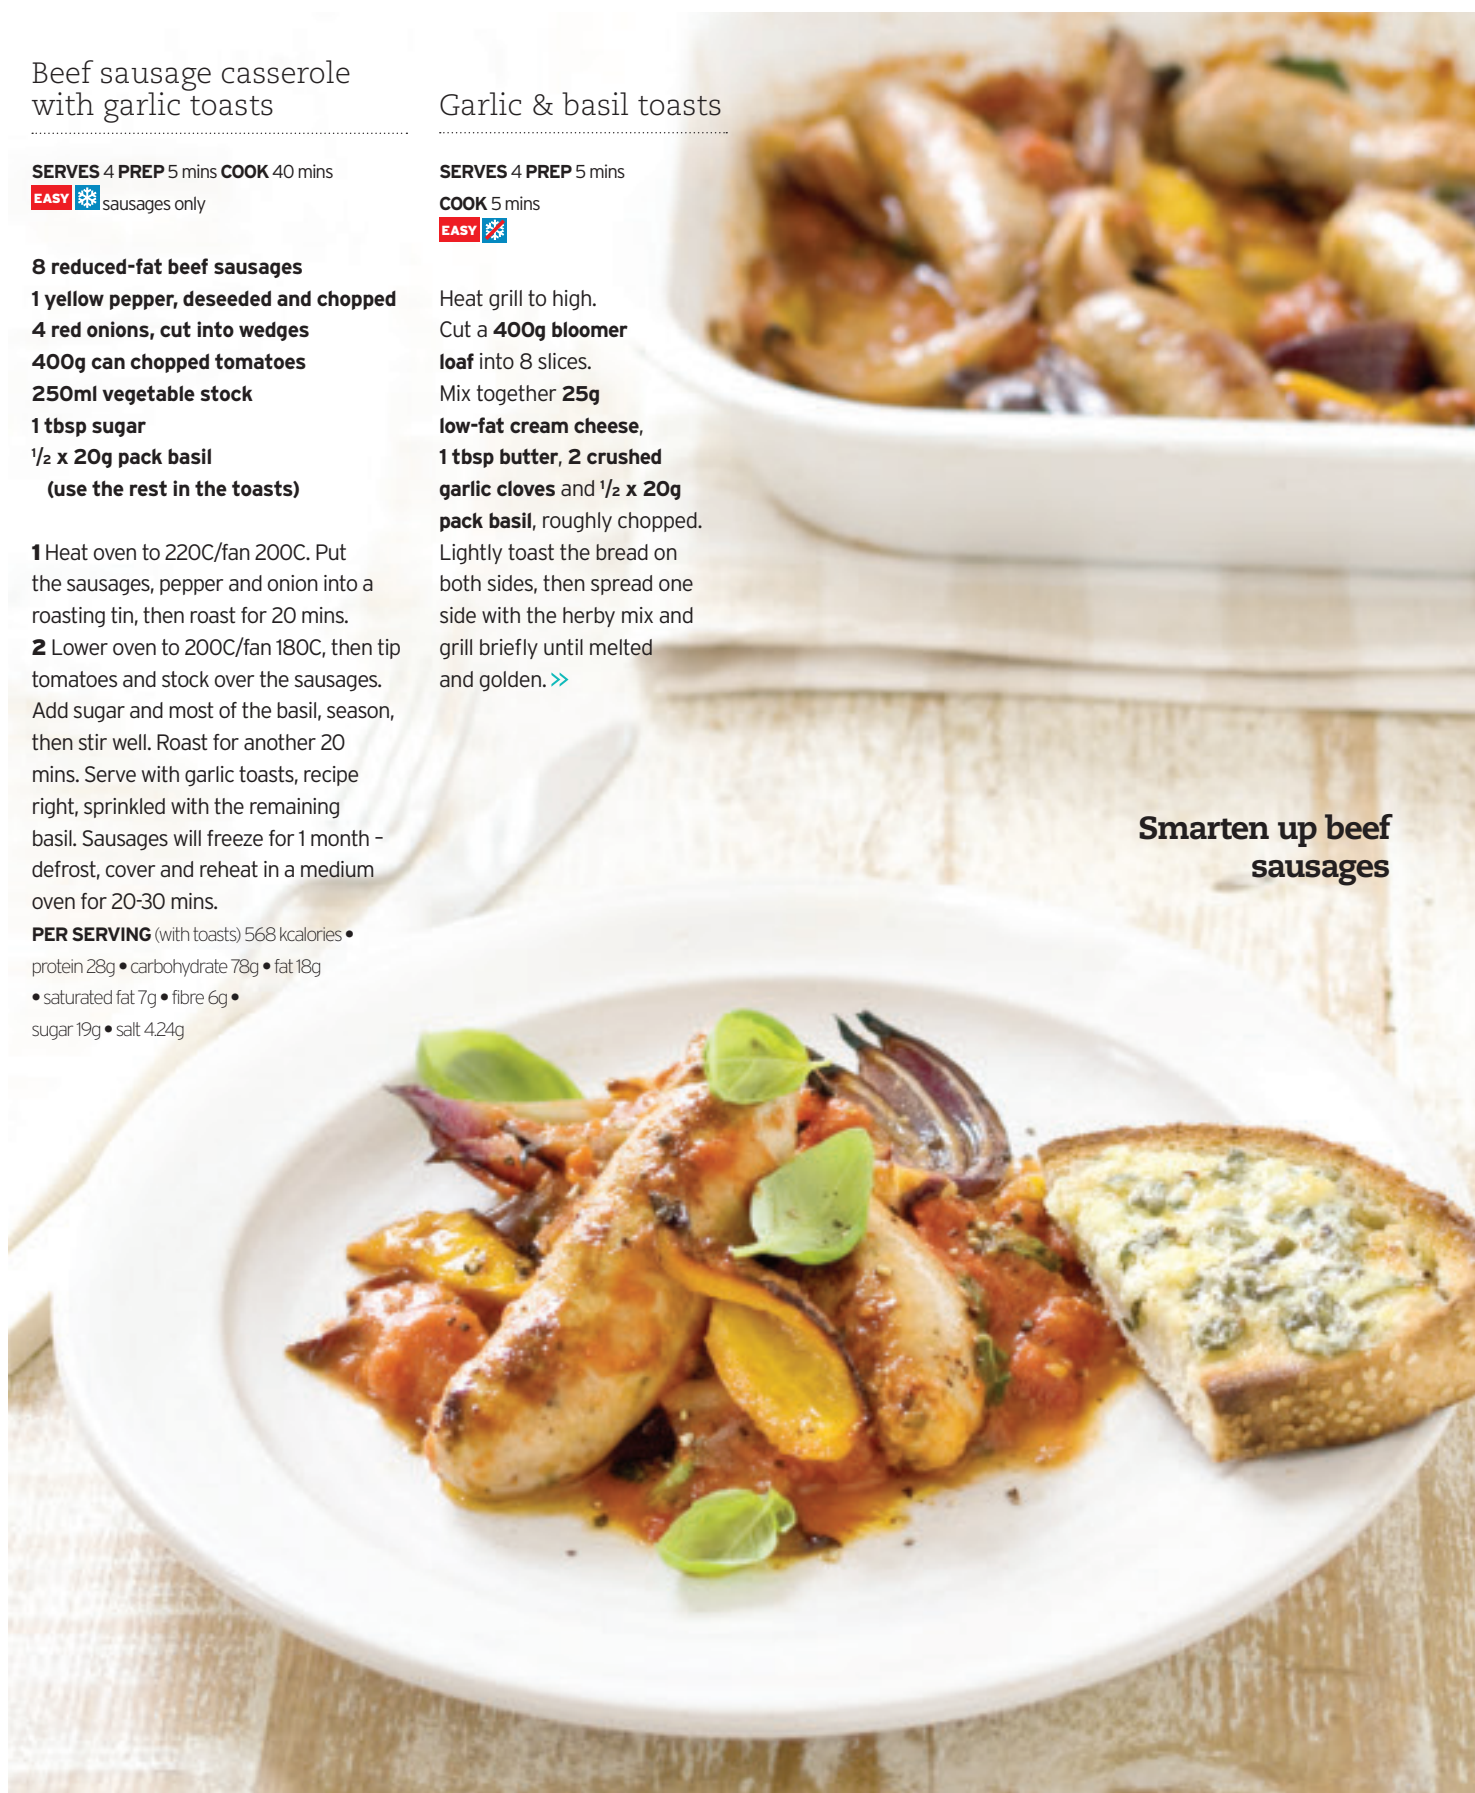 Beef sausage casserole
with garlic toasts
SERVES 4 PREP 5 mins COOK 40 mins
EASY sausages only
8 reduced-fat beef sausages
1 yellow pepper, deseeded and chopped
4 red onions, cut into wedges
400g can chopped tomatoes
250ml vegetable stock
1 tbsp sugar
1/2 x 20g pack basil
(use the rest in the toasts)
1 Heat oven to 220C/fan 200C. Put
the sausages, pepper and onion into a
roasting tin, then roast for 20 mins.
2 Lower oven to 200C/fan 180C, then tip
tomatoes and stock over the sausages.
Add sugar and most of the basil, season,
then stir well. Roast for another 20
mins. Serve with garlic toasts, recipe
right, sprinkled with the remaining
basil. Sausages will freeze for 1 month –
defrost, cover and reheat in a medium
oven for 20-30 mins.
PER SERVING (with toasts) 568 kcalories •
protein 28g • carbohydrate 78g • fat 18g
• saturated fat 7g • fibre 6g •
sugar 19g • salt 4.24g
Garlic & basil toasts
SERVES 4 PREP 5 mins
COOK 5 mins
EASY
Heat grill to high.
Cut a 400g bloomer
loaf into 8 slices.
Mix together 25g
low-fat cream cheese,
1 tbsp butter, 2 crushed
garlic cloves and 1/2 x 20g
pack basil, roughly chopped.
Lightly toast the bread on
both sides, then spread one
side with the herby mix and
grill briefly until melted
and golden. >>
Smarten up beef
sausages